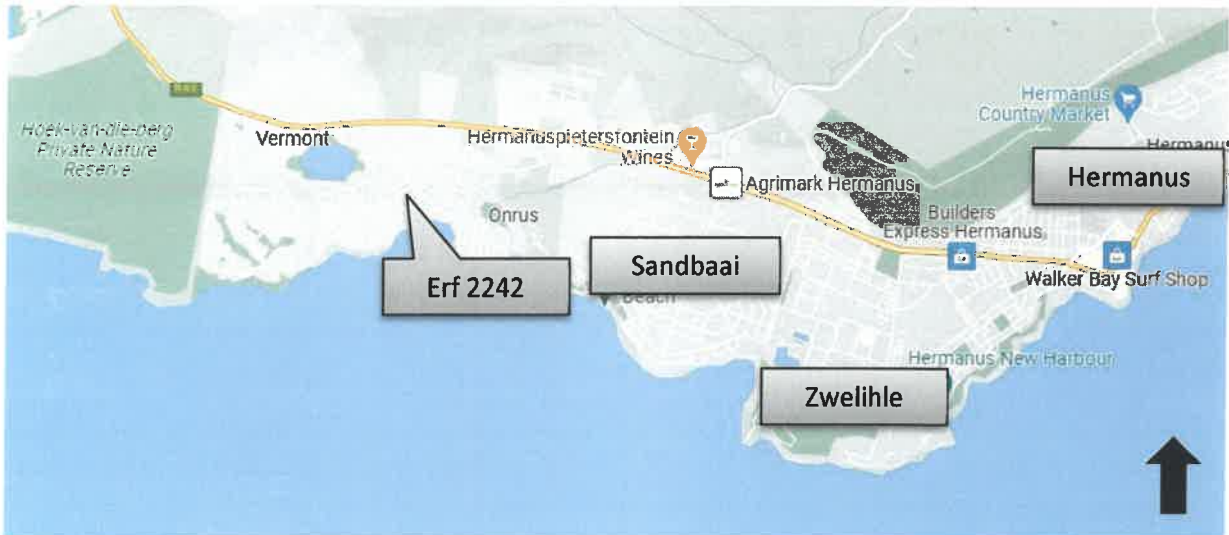 Hoek-van-die-berg
Private Nature
Reserve
Vermont
Hermanuspietersfontein
Wines
Agrimark Hermanus
Hermanus
Country Market
Hermanus
Hermanus
Onrus
Erf 2242
Sandbaai
Beach
Builders
Express Hermanus
Walker Bay Surf Shop
Hermanus New Harbour
Zwelihle